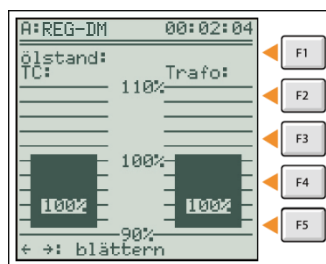 A:REG-DM 00:02:04
ölstand:
TC: Trafo:
110%
100%
100% 100%
90%
← →: blättern
F1
F2
F3
F4
F5